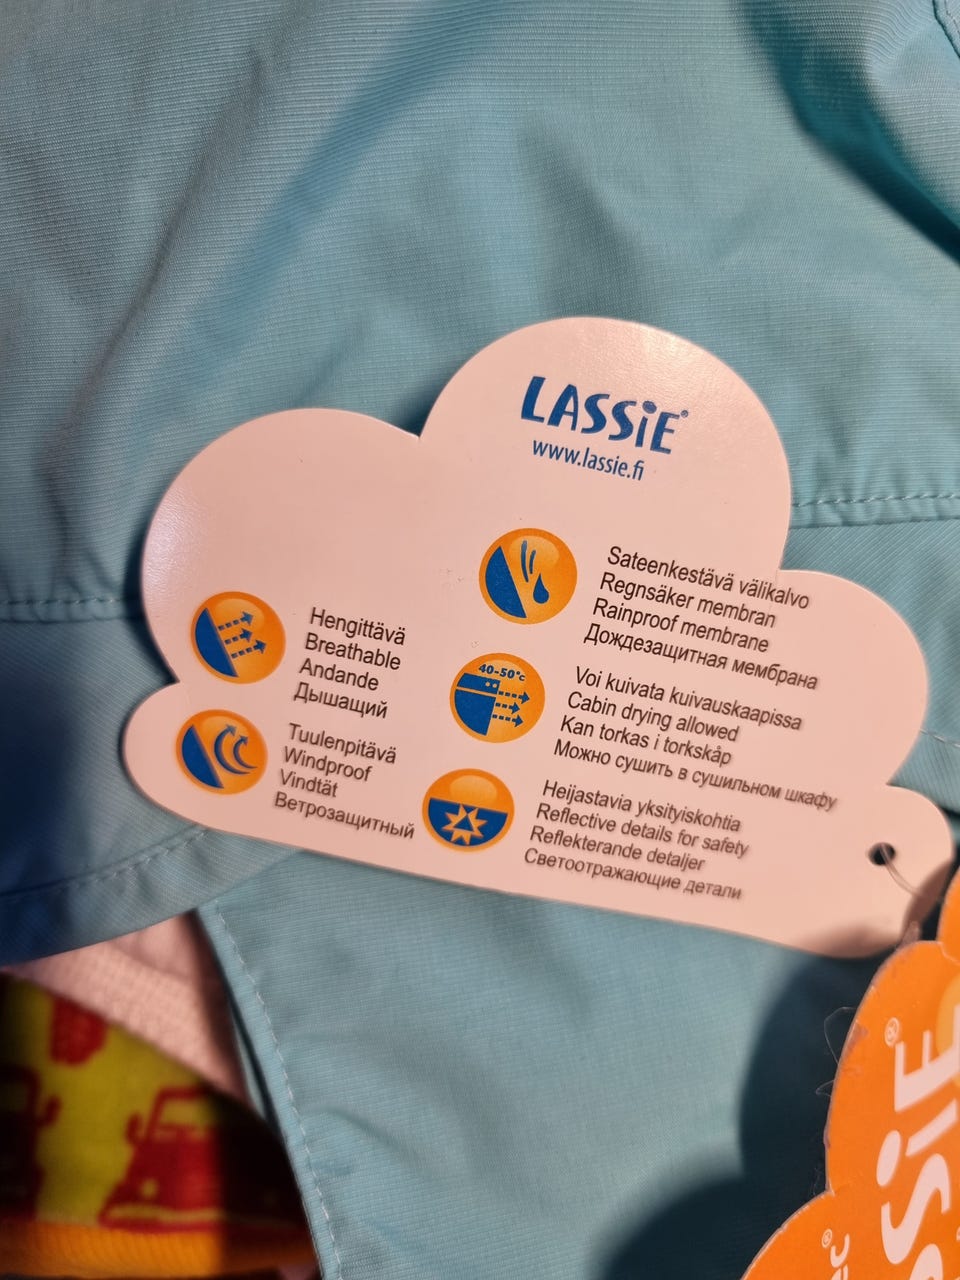 LASSiE®
www.lassie.fi
Sateenkestävä välikalvo
Regnsäker membran
Rainproof membrane
Дождезащитная мембрана
Hengittävä
Breathable
Andande
Дышащий
40-50°c
Voi kuivata kuivauskaapissa
Cabin drying allowed
Kan torkas i torkskåp
Можно сушить в сушильном шкафу
Tuulenpitävä
Windproof
Vindtät
Ветрозащитный
Heijastavia yksityiskohtia
Reflective details for safety
Reflekterande detaljer
Светоотражающие детали